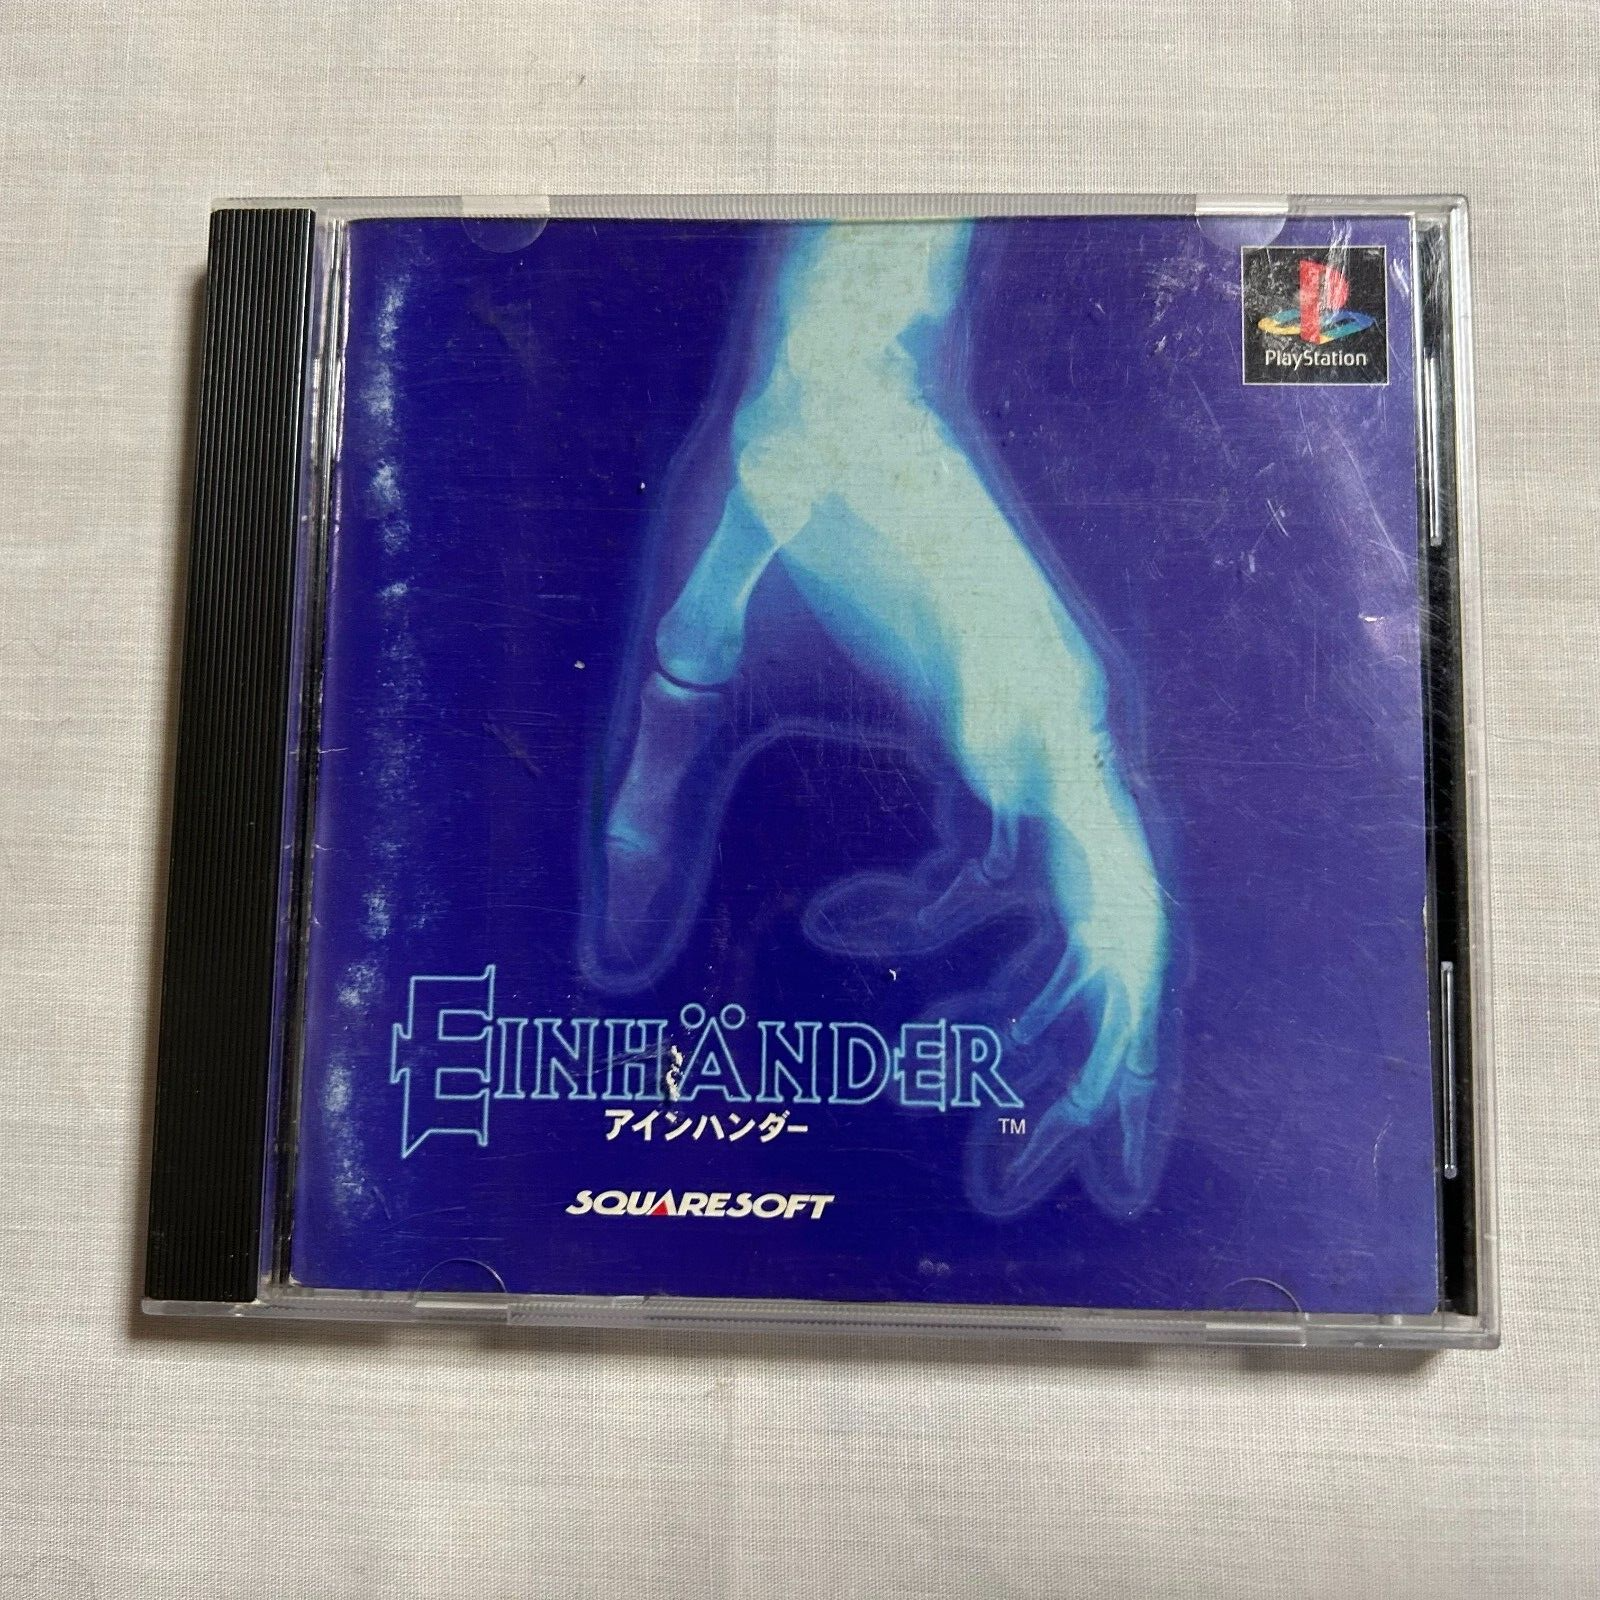 PlayStation
EINHÄNDER
アインハンダー
TM
SQUARESOFT